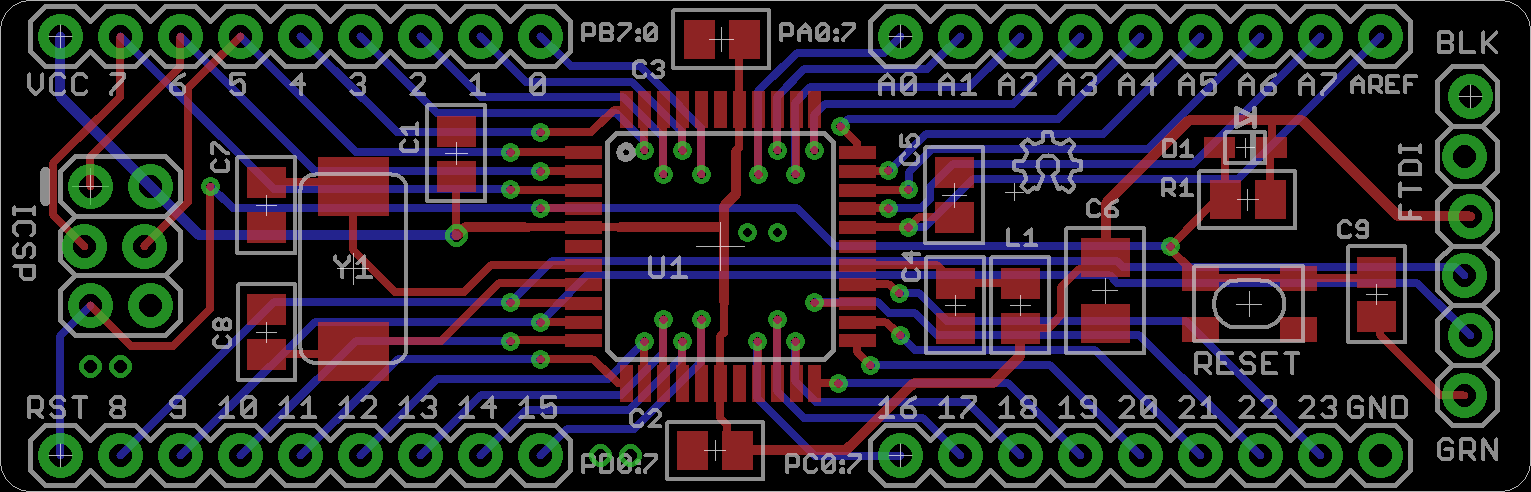 PB7:0 PA0:7
BLK
C3
VCC 7 6 5 4 3 2 1 0 A0 A1 A2 A3 A4 A5 A6 A7 AREF
C1 C5 D1
C7 FTDI
R1
ICSP C6
L1 C9
Y1 U1 C4
C8
RESET
RST 8 9 10 11 12 13 14 15 C2 16 17 18 19 20 21 22 23 GND
GRN
PD0:7 PC0:7